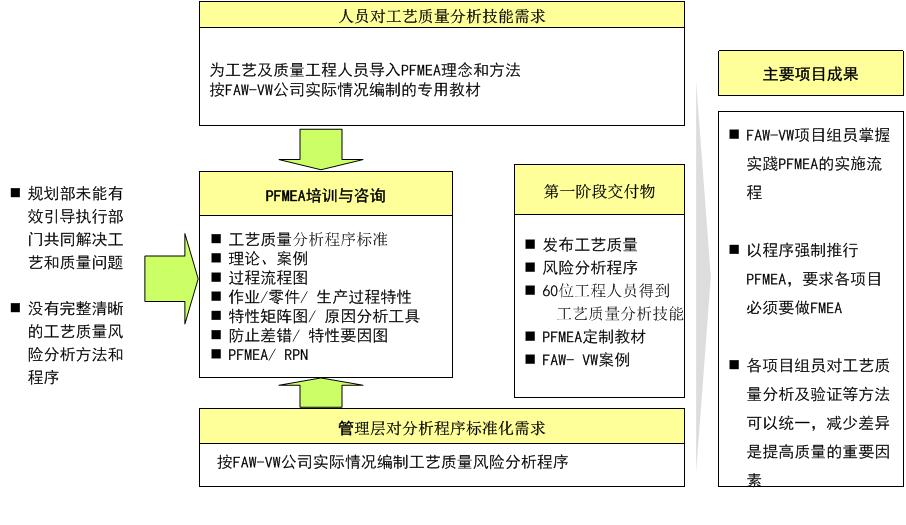 人员对工艺质量分析技能需求
为工艺及质量工程人员导入PFMEA理念和方法
按FAW-VW公司实际情况编制的专用教材
■ 规划部未能有
效引导执行部
门共同解决工
艺和质量问题
■ 没有完整清晰
的工艺质量风
险分析方法和
程序
PFMEA培训与咨询
■ 工艺质量分析程序标准
■ 理论、案例
■ 过程流程图
■ 作业/零件/ 生产过程特性
■ 特性矩阵图/ 原因分析工具
■ 防止差错/ 特性要因图
■ PFMEA/ RPN
第一阶段交付物
■ 发布工艺质量
■ 风险分析程序
■ 60位工程人员得到
工艺质量分析技能
■ PFMEA定制教材
■ FAW- VW案例
管理层对分析程序标准化需求
按FAW-VW公司实际情况编制工艺质量风险分析程序
主要项目成果
■ FAW-VW项目组员掌握
实践PFMEA的实施流
程
■ 以程序强制推行
PFMEA, 要求各项目
必须要做FMEA
■ 各项目组员对工艺质
量分析及验证等方法
可以统一, 减少差异
是提高质量的重要因
素